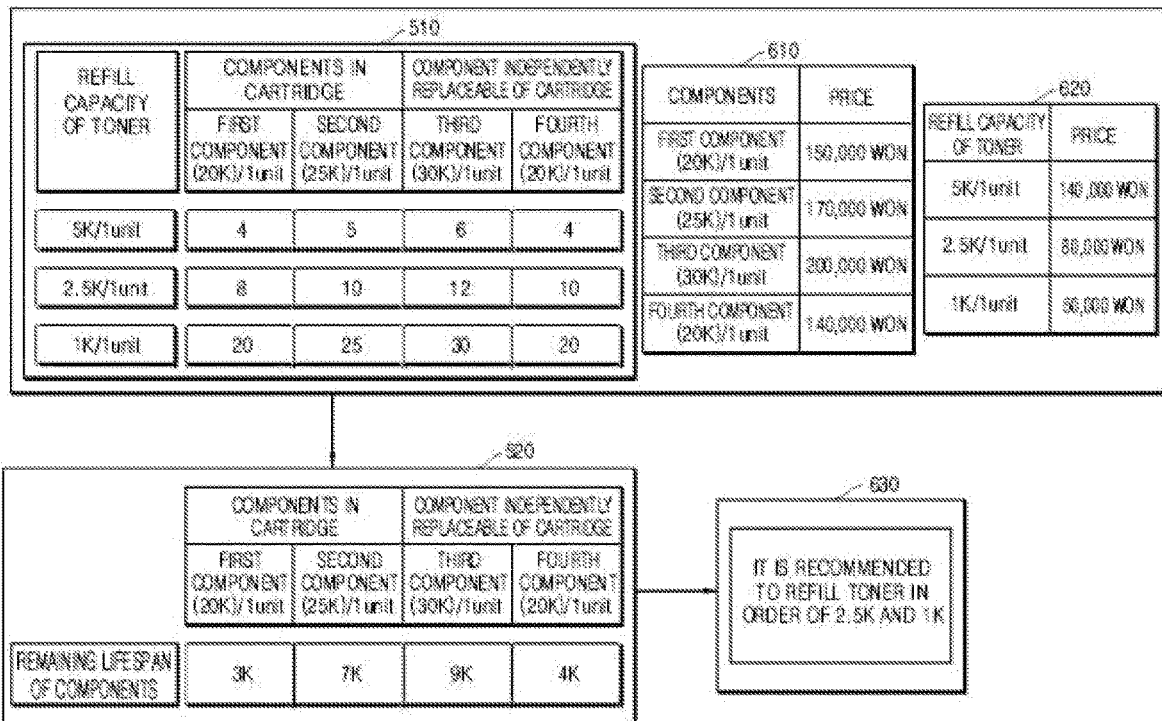 510
REFILL
CAPACITY
OF TONER
COMPONENTS IN
CARTRIDGE
COMPONENT INDEPENDENTLY
REPLACEABLE OF CARTRIDGE
FIRST
COMPONENT
(20K)/1unit
SECOND
COMPONENT
(25K)/1unit
THIRD
COMPONENT
(30K)/1unit
FOURTH
COMPONENT
(20K)/1unit
5K/1unit 4 5 6 4
2.5K/1unit 8 10 12 10
1K/1unit 20 25 30 20
610
COMPONENTS PRICE
FIRST COMPONENT
(20K)/1unit
150,000 WON
SECOND COMPONENT
(25K)/1unit
170,000 WON
THIRD COMPONENT
(30K)/1unit
200,000 WON
FOURTH COMPONENT
(20K)/1unit
140,000 WON
620
REFILL CAPACITY
OF TONER
PRICE
5K/1unit 140,000 WON
2.5K/1unit 80,000 WON
1K/1unit 50,000 WON
520
COMPONENTS IN
CARTRIDGE
COMPONENT INDEPENDENTLY
REPLACEABLE OF CARTRIDGE
FIRST
COMPONENT
(20K)/1unit
SECOND
COMPONENT
(25K)/1unit
THIRD
COMPONENT
(30K)/1unit
FOURTH
COMPONENT
(20K)/1unit
REMAINING LIFESPAN
OF COMPONENTS
3K 7K 9K 4K
630
IT IS RECOMMENDED
TO REFILL TONER IN
ORDER OF 2.5K AND 1K